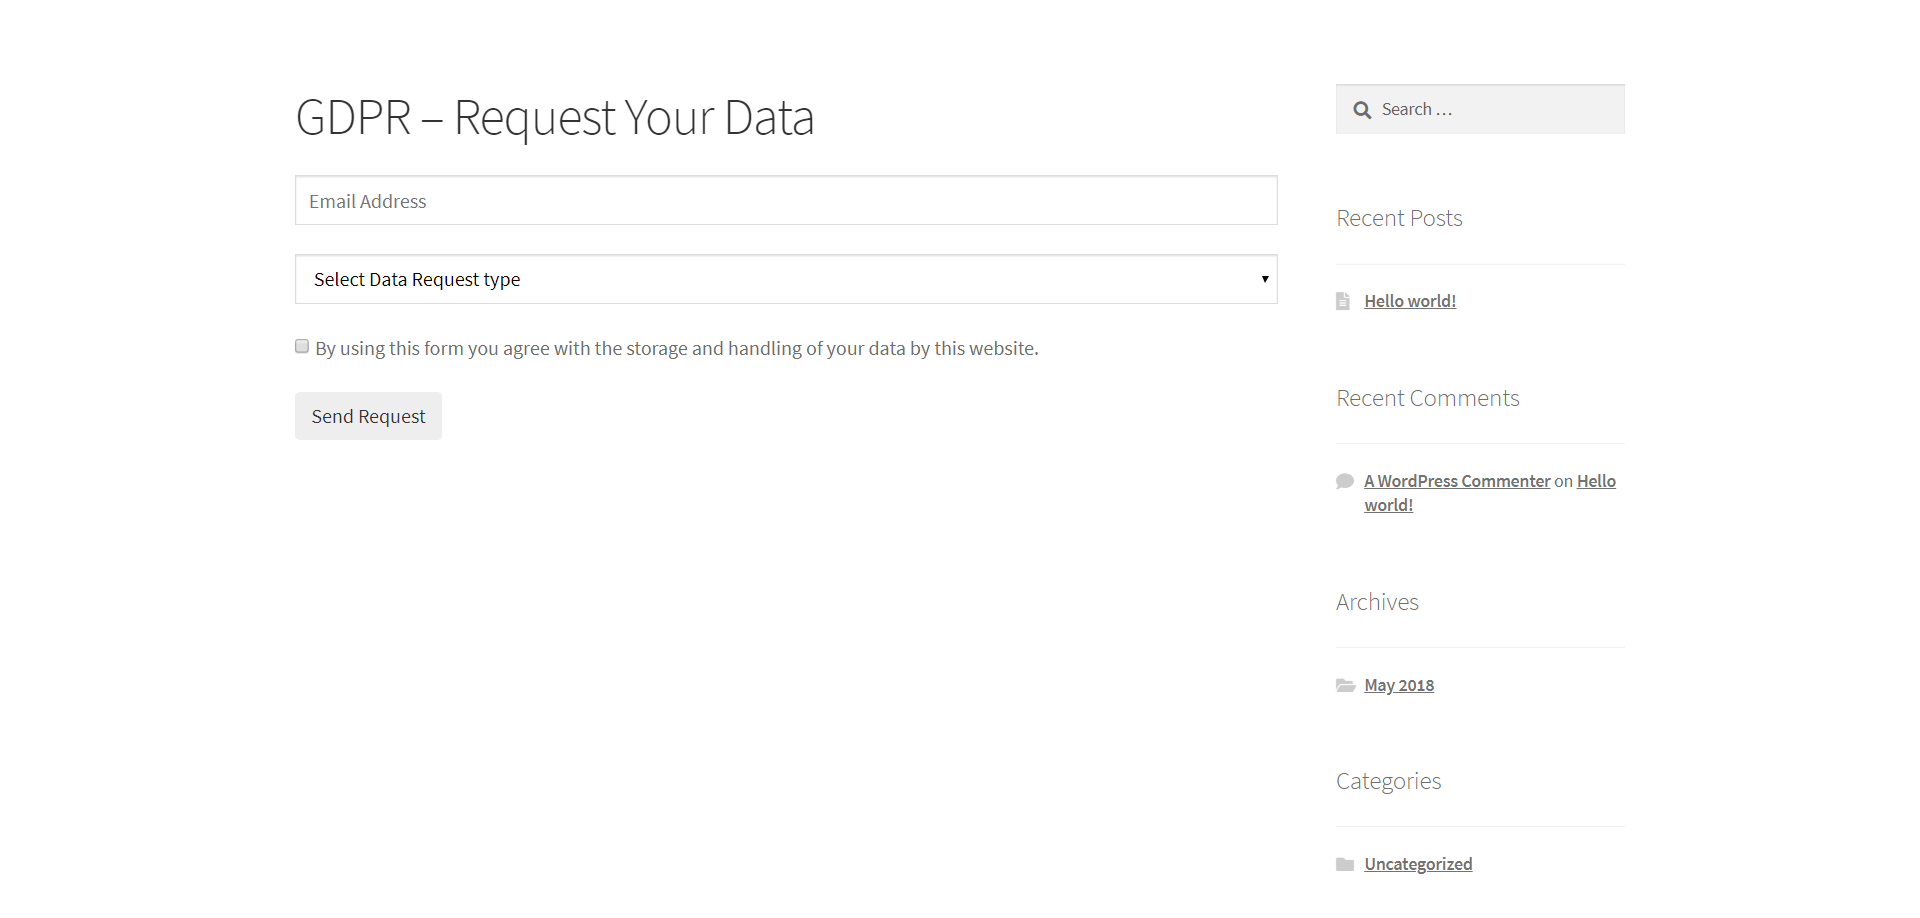 GDPR – Request Your Data
Email Address
Select Data Request type
By using this form you agree with the storage and handling of your data by this website.
Send Request
Search …
Recent Posts
Hello world!
Recent Comments
A WordPress Commenter on Hello
world!
Archives
May 2018
Categories
Uncategorized